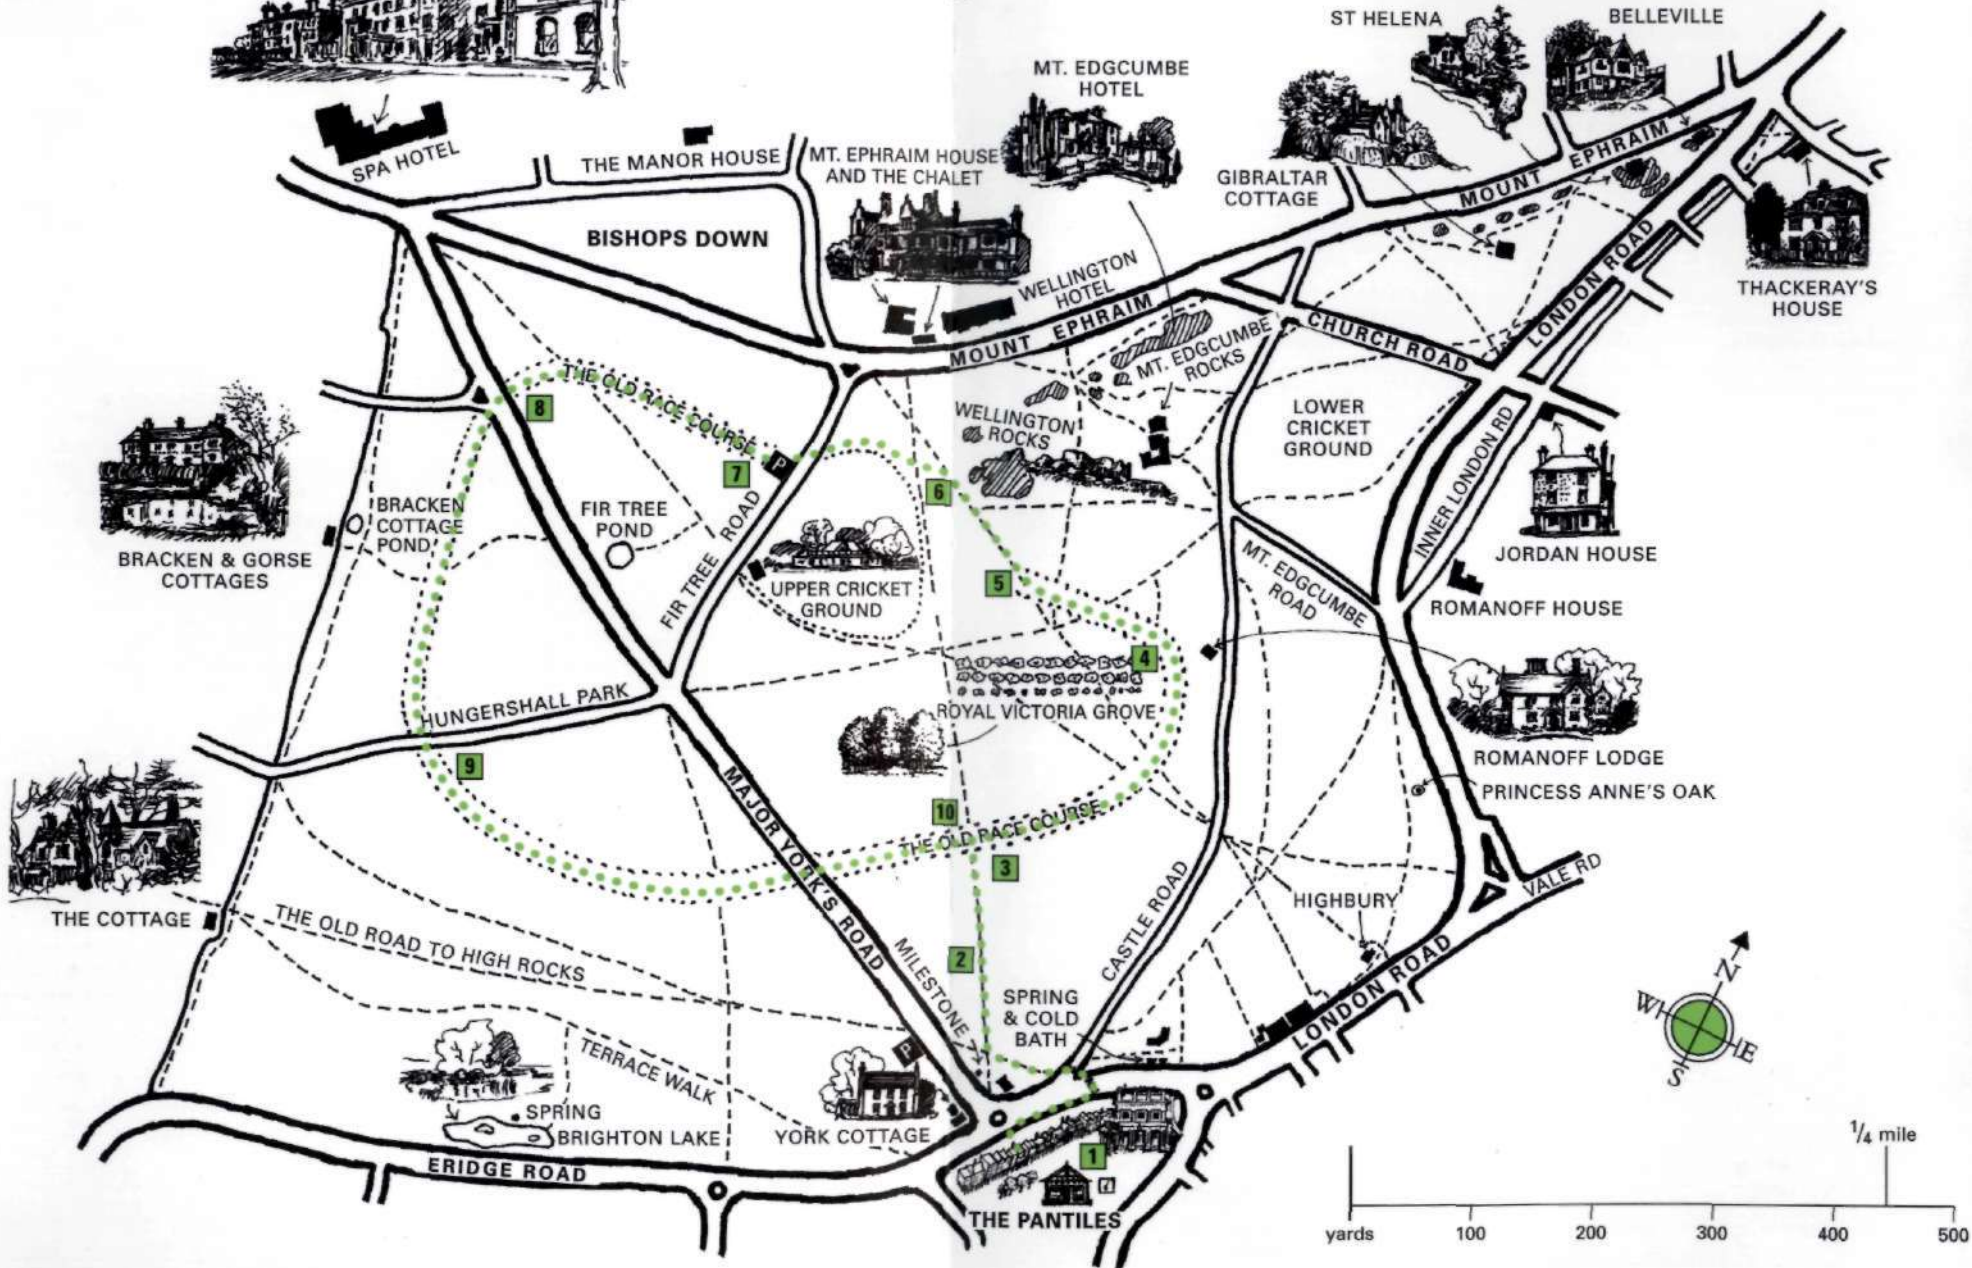 ST HELENA
BELLEVILLE
MT. EDGCUMBE
HOTEL
SPA HOTEL
THE MANOR HOUSE
MT. EPHRAIM HOUSE
AND THE CHALET
GIBRALTAR
COTTAGE
MOUNT EPHRAIM
BISHOPS DOWN
WELLINGTON
HOTEL
MOUNT EPHRAIM
THACKERAY'S
HOUSE
LONDON ROAD
CHURCH ROAD
MT. EDGCUMBE
ROCKS
THE OLD RACE COURSE
8
WELLINGTON
ROCKS
LOWER
CRICKET
GROUND
INNER LONDON RD
P
7
6
BRACKEN
COTTAGE
POND
FIR TREE
POND
FIR TREE ROAD
BRACKEN & GORSE
COTTAGES
UPPER CRICKET
GROUND
5
MT. EDGCUMBE
ROAD
JORDAN HOUSE
ROMANOFF HOUSE
4
ROYAL VICTORIA GROVE
HUNGERSHALL PARK
ROMANOFF LODGE
PRINCESS ANNE'S OAK
9
MAJOR YORK'S ROAD
10
THE OLD RACE COURSE
3
VALE RD
HIGHBURY
CASTLE ROAD
THE COTTAGE
THE OLD ROAD TO HIGH ROCKS
2
MILESTONE
SPRING
& COLD
BATH
LONDON ROAD
N
W
E
S
P
TERRACE WALK
SPRING
BRIGHTON LAKE
YORK COTTAGE
1
i
ERIDGE ROAD
THE PANTILES
1/4 mile
yards 100 200 300 400 500